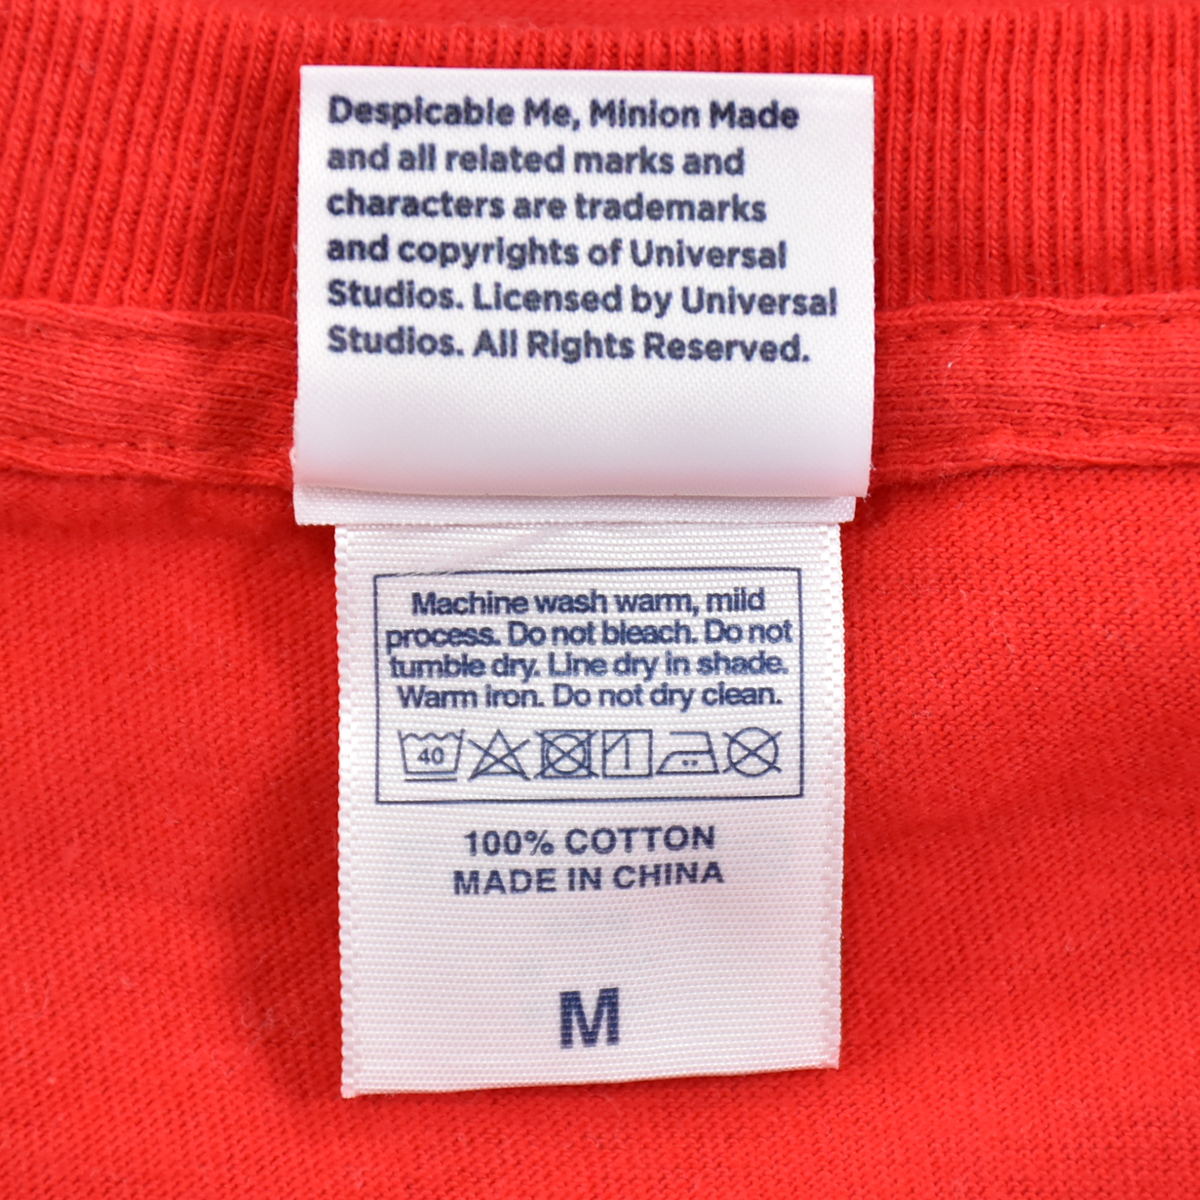 Despicable Me, Minion Made
and all related marks and
characters are trademarks
and copyrights of Universal
Studios. Licensed by Universal
Studios. All Rights Reserved.
Machine wash warm, mild
process. Do not bleach. Do not
tumble dry. Line dry in shade.
Warm iron. Do not dry clean.
40
100% COTTON
MADE IN CHINA
M